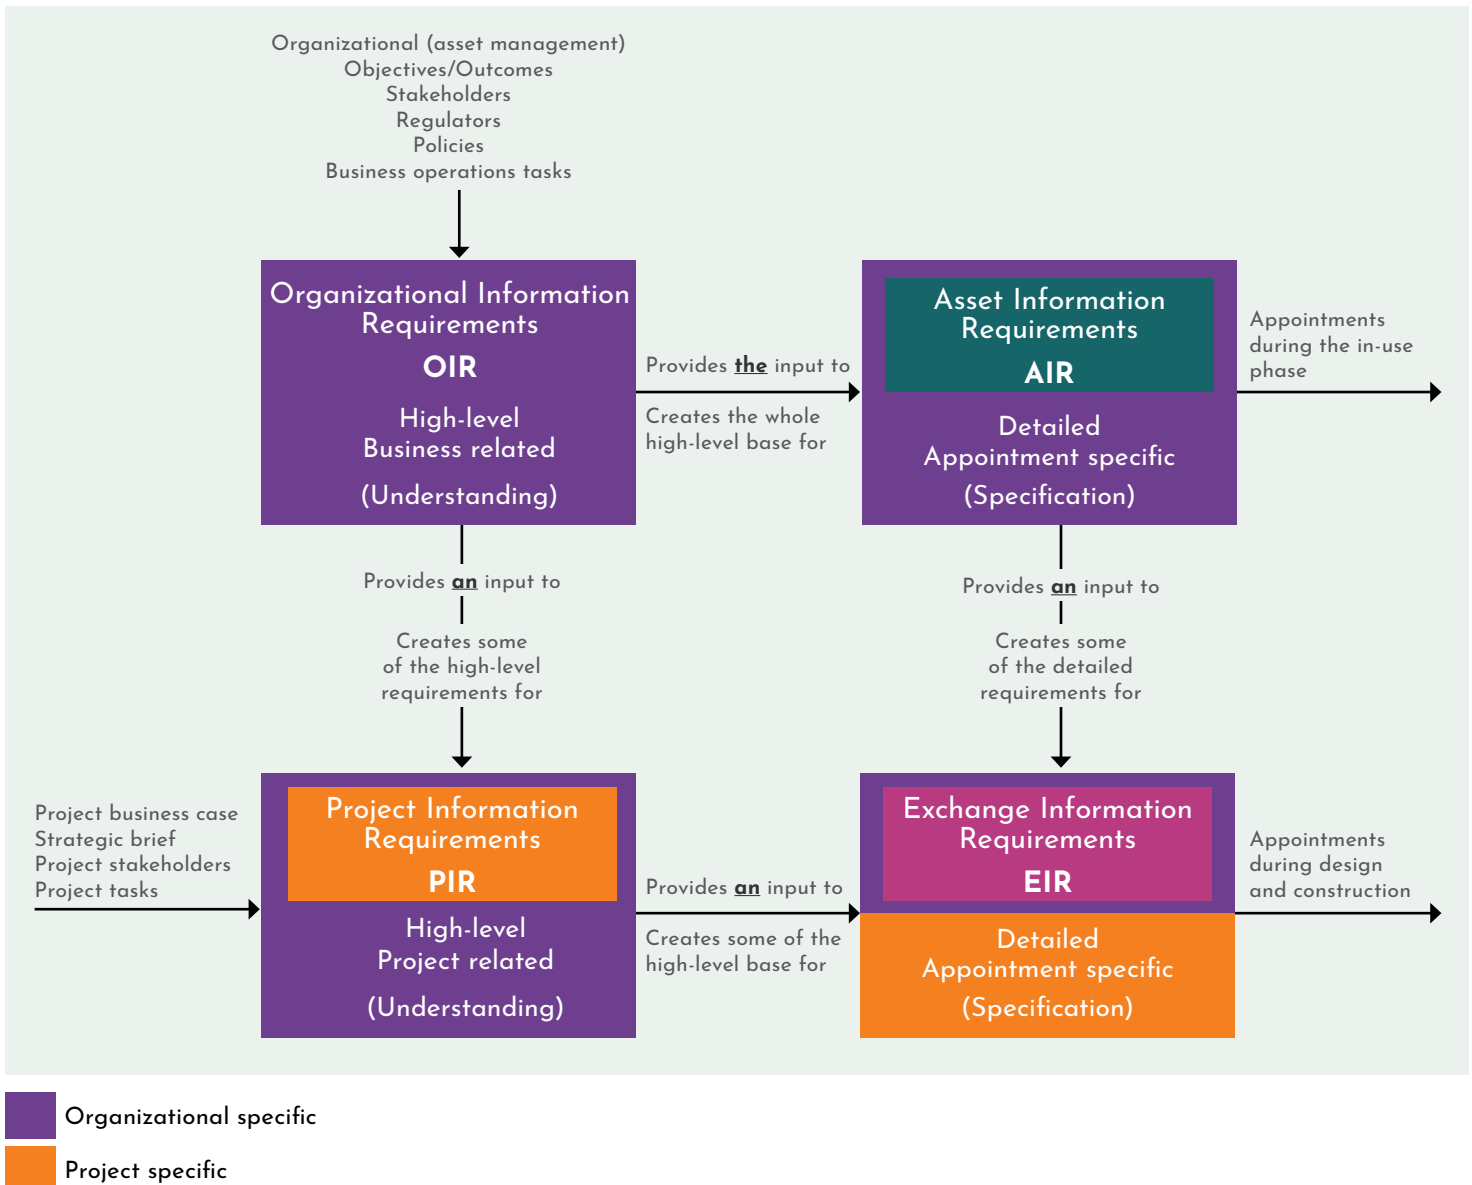 Organizational (asset management)
Objectives/Outcomes
Stakeholders
Regulators
Policies
Business operations tasks
Organizational Information
Requirements
OIR
High-level
Business related
(Understanding)
Provides the input to
Creates the whole
high-level base for
Asset Information
Requirements
AIR
Detailed
Appointment specific
(Specification)
Appointments
during the in-use
phase
Provides an input to
Creates some
of the high-level
requirements for
Provides an input to
Creates some
of the detailed
requirements for
Project business case
Strategic brief
Project stakeholders
Project tasks
Project Information
Requirements
PIR
High-level
Project related
(Understanding)
Provides an input to
Creates some of the
high-level base for
Exchange Information
Requirements
EIR
Detailed
Appointment specific
(Specification)
Appointments
during design
and construction
Organizational specific
Project specific